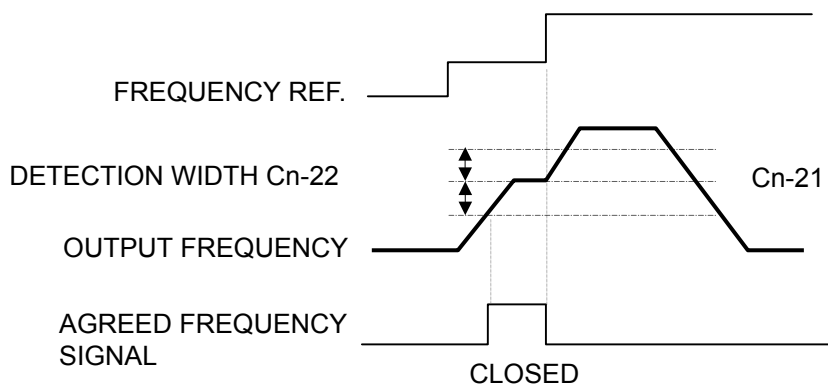 FREQUENCY REF.
DETECTION WIDTH Cn-22
Cn-21
OUTPUT FREQUENCY
AGREED FREQUENCY
SIGNAL
CLOSED